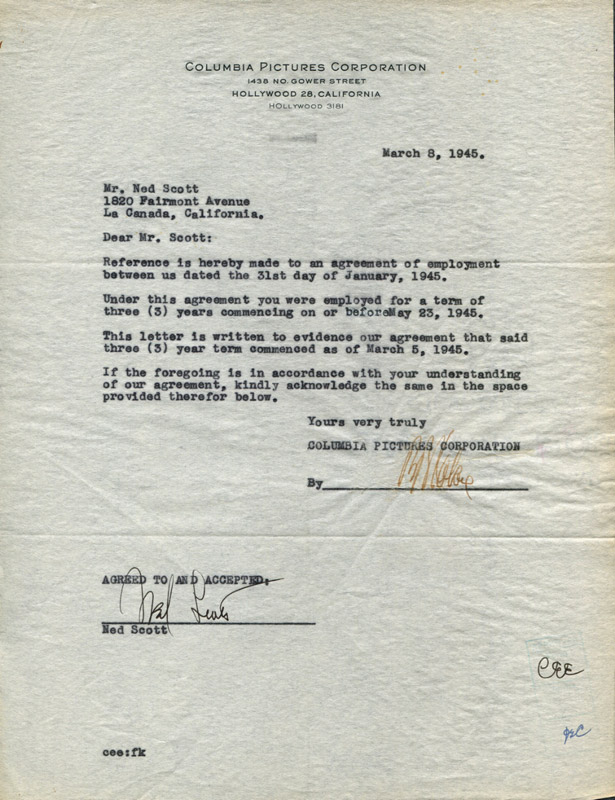 COLUMBIA PICTURES CORPORATION
1438 NO. GOWER STREET
HOLLYWOOD 28, CALIFORNIA
HOLLYWOOD 3181
March 8, 1945.
Mr. Ned Scott
1820 Fairmont Avenue
La Canada, California.
Dear Mr. Scott:
Reference is hereby made to an agreement of employment
between us dated the 31st day of January, 1945.
Under this agreement you were employed for a term of
three (3) years commencing on or beforeMay 23, 1945.
This letter is written to evidence our agreement that said
three (3) year term commenced as of March 5, 1945.
If the foregoing is in accordance with your understanding
of our agreement, kindly acknowledge the same in the space
provided therefor below.
Yours very truly
COLUMBIA PICTURES CORPORATION
By
AGREED TO AND ACCEPTED:
Ned Scott
Ned Scott
CEE
cee:fk